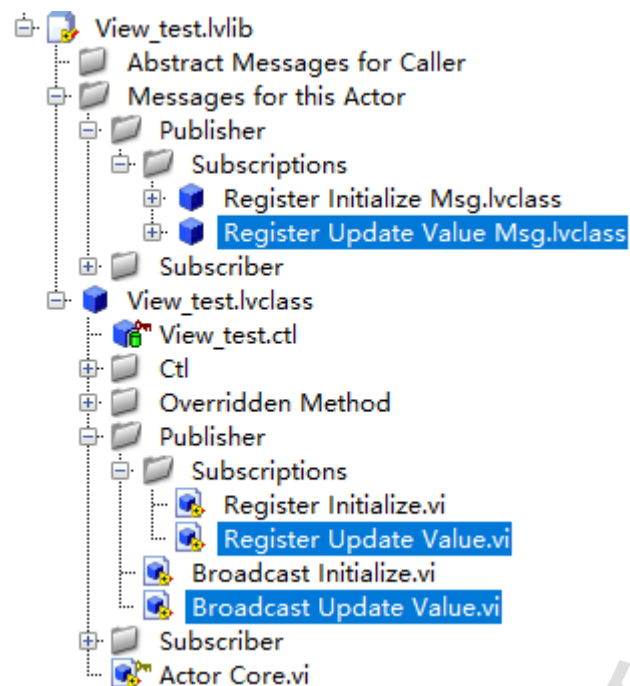 View_test.lvlib
Abstract Messages for Caller
Messages for this Actor
Publisher
Subscriptions
Register Initialize Msg.lvclass
Register Update Value Msg.lvclass
Subscriber
View_test.lvclass
View_test.ctl
Ctl
Overridden Method
Publisher
Subscriptions
Register Initialize.vi
Register Update Value.vi
Broadcast Initialize.vi
Broadcast Update Value.vi
Subscriber
Actor Core.vi